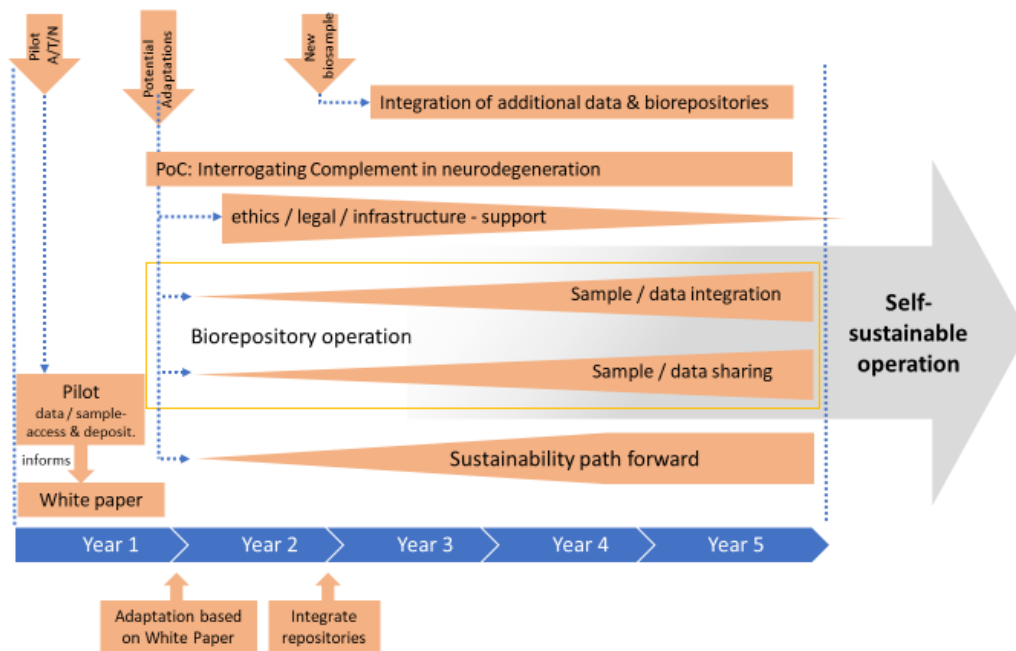 Pilot
A/T/N
Potential
Adaptations
New
biosample
Integration of additional data & biorepositories
PoC: Interrogating Complement in neurodegeneration
ethics / legal / infrastructure - support
Sample / data integration
Biorepository operation
Sample / data sharing
Self-
sustainable
operation
Pilot
data / sample-
access & deposit.
informs
White paper
Sustainability path forward
Year 1
Year 2
Year 3
Year 4
Year 5
Adaptation based
on White Paper
Integrate
repositories